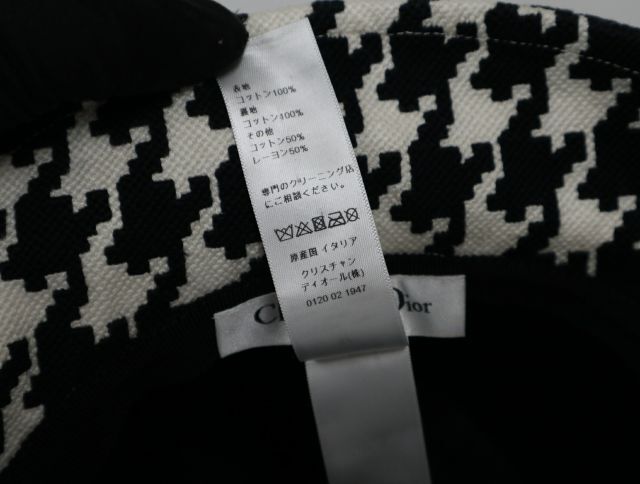 表地
コットン100%
裏地
コットン100%
その他
コットン50%
レーヨン50%
専門のクリーニング店
にご相談ください。
原産国 イタリア
クリスチャン
ディオール(株)
0120 02 1947
C Dior